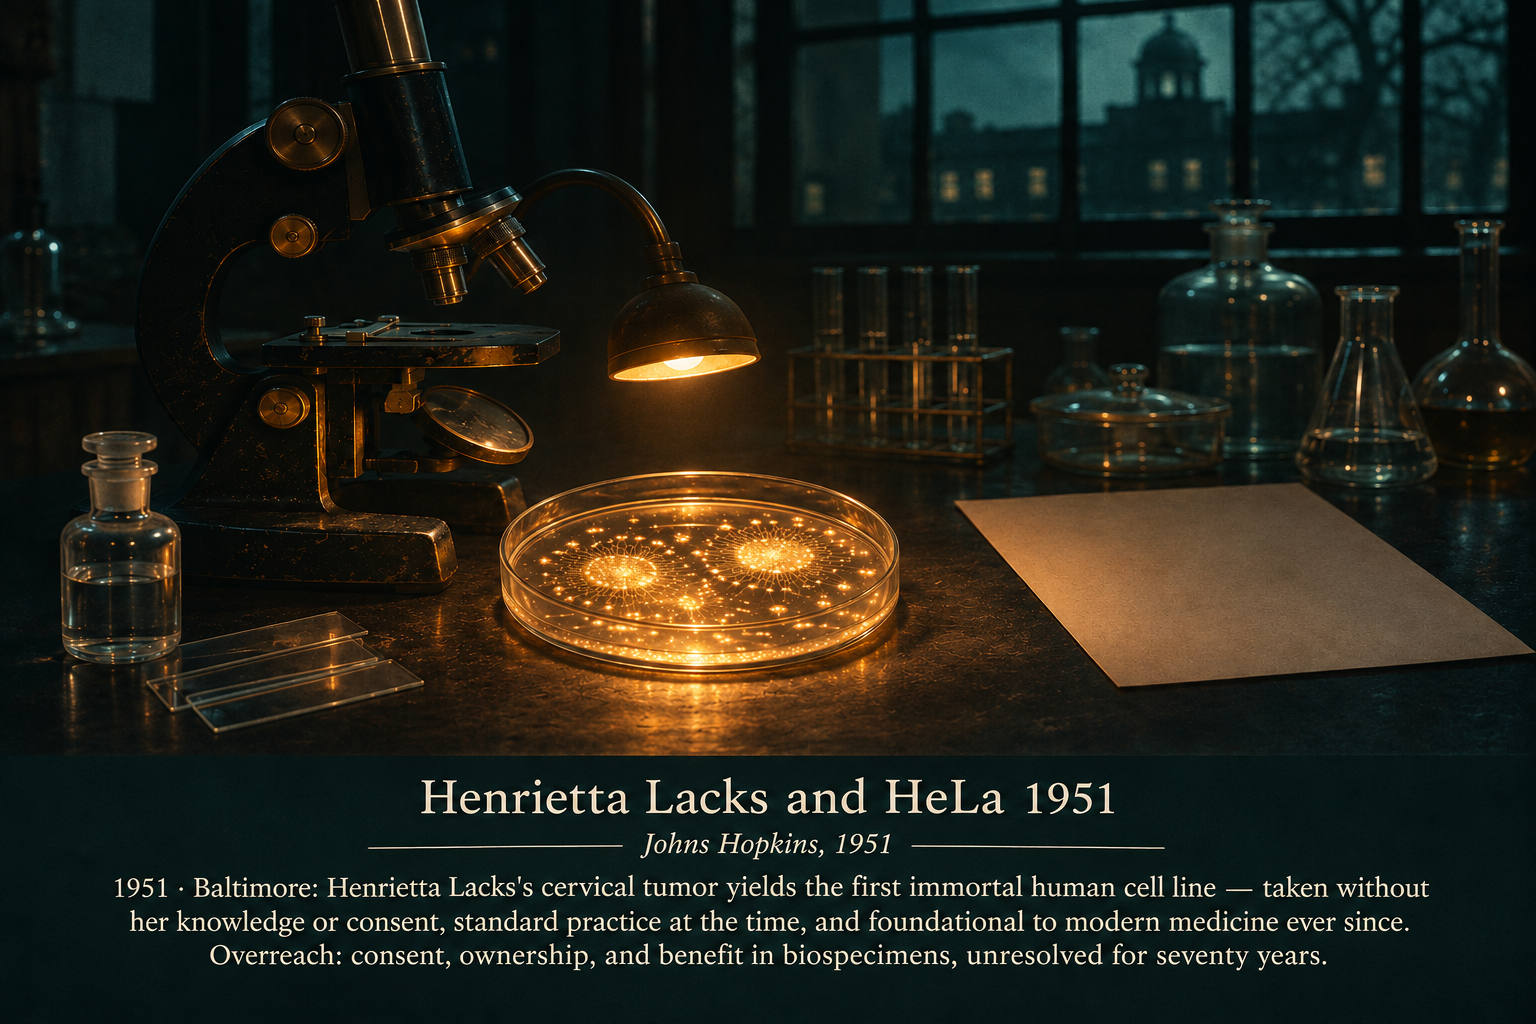 Henrietta Lacks and HeLa 1951
Johns Hopkins, 1951
1951 · Baltimore: Henrietta Lacks's cervical tumor yields the first immortal human cell line — taken without
her knowledge or consent, standard practice at the time, and foundational to modern medicine ever since.
Overreach: consent, ownership, and benefit in biospecimens, unresolved for seventy years.